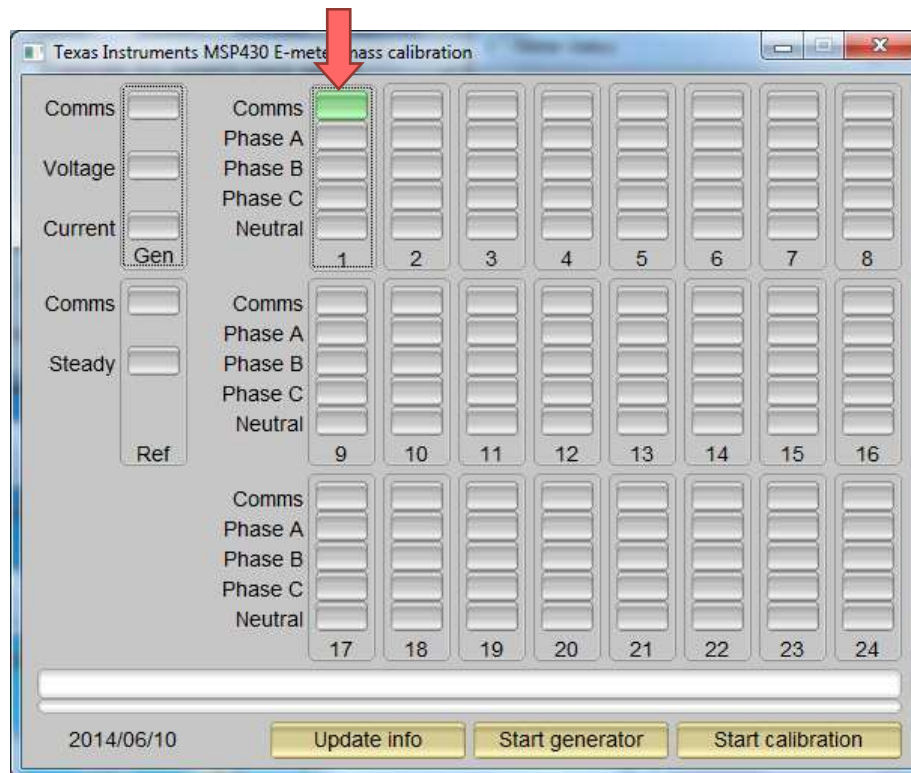 Texas Instruments MSP430 E-meter mass calibration
Comms Comms
Phase A
Voltage Phase B
Phase C
Current Neutral
Gen 1 2 3 4 5 6 7 8
Comms Comms
Phase A
Steady Phase B
Phase C
Neutral
Ref 9 10 11 12 13 14 15 16
Comms
Phase A
Phase B
Phase C
Neutral
17 18 19 20 21 22 23 24
2014/06/10 Update info Start generator Start calibration